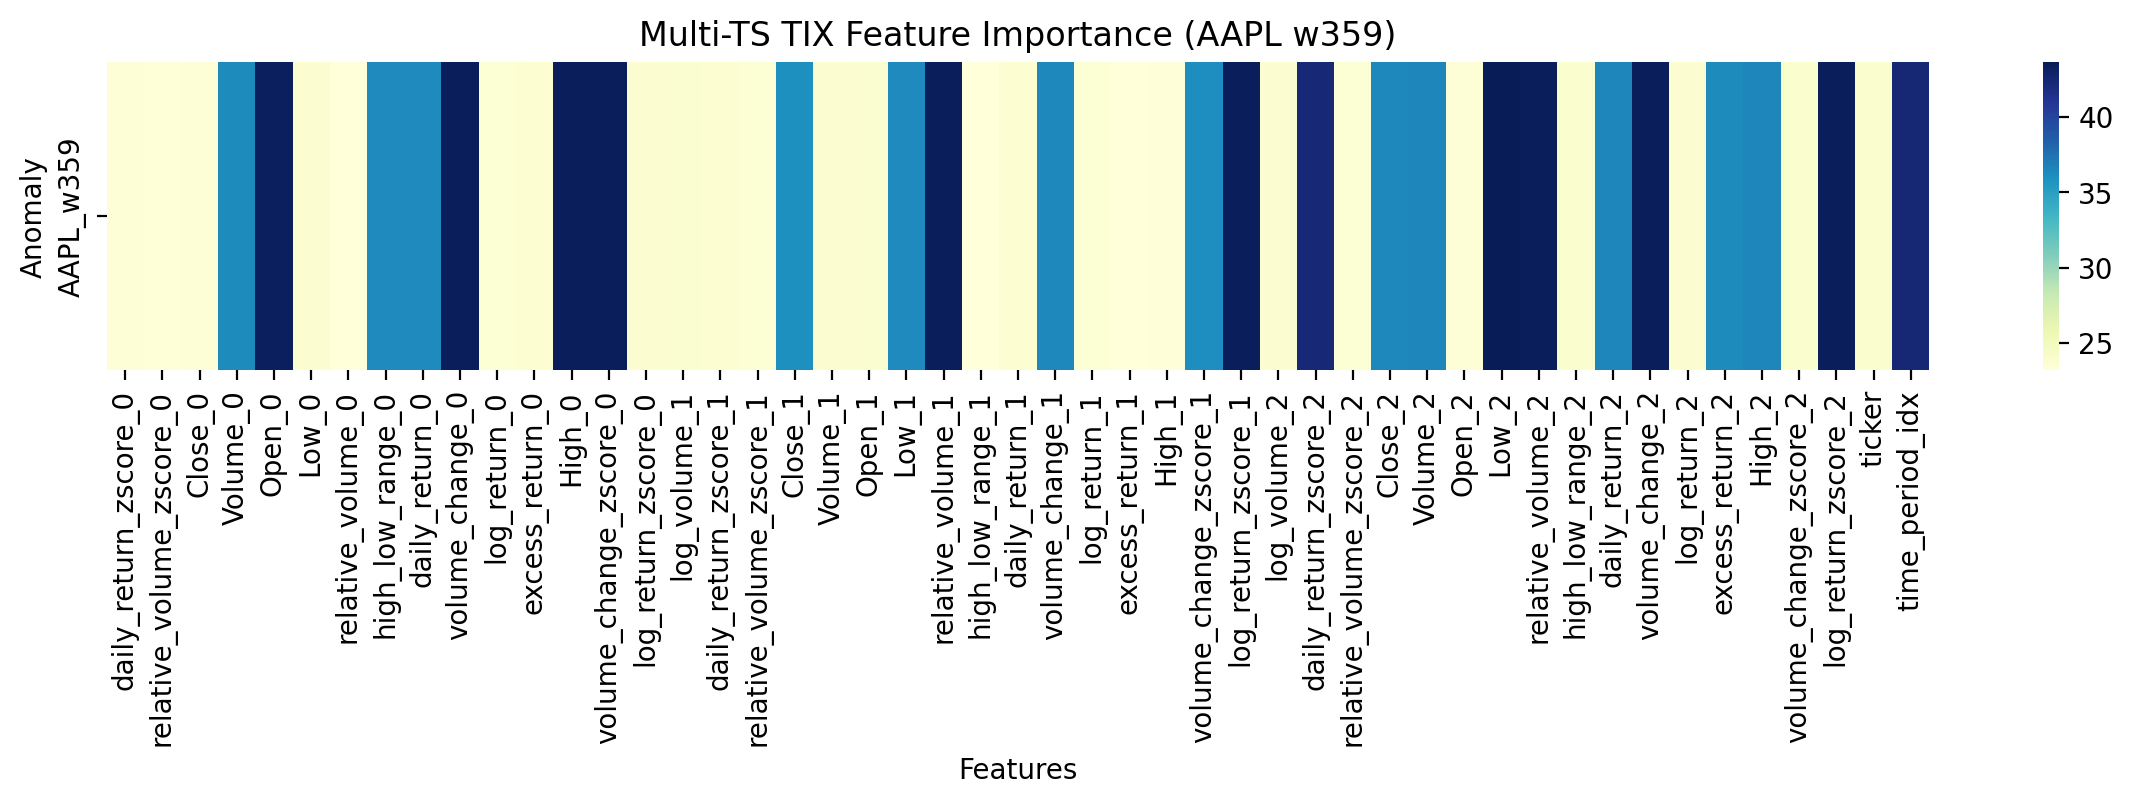 Multi-TS TIX Feature Importance (AAPL w359)
Anomaly
AAPL_w359
40
35
30
25
daily_return_zscore_0
relative_volume_zscore_0
Close_0
Volume_0
Open_0
Low_0
relative_volume_0
high_low_range_0
daily_return_0
volume_change_0
log_return_0
excess_return_0
High_0
volume_change_zscore_0
log_return_zscore_0
log_volume_1
daily_return_zscore_1
relative_volume_zscore_1
Close_1
Volume_1
Open_1
Low_1
relative_volume_1
high_low_range_1
daily_return_1
volume_change_1
log_return_1
excess_return_1
High_1
volume_change_zscore_1
log_return_zscore_1
log_volume_2
daily_return_zscore_2
relative_volume_zscore_2
Close_2
Volume_2
Open_2
Low_2
relative_volume_2
high_low_range_2
daily_return_2
volume_change_2
log_return_2
excess_return_2
High_2
volume_change_zscore_2
log_return_zscore_2
ticker
time_period_idx
Features